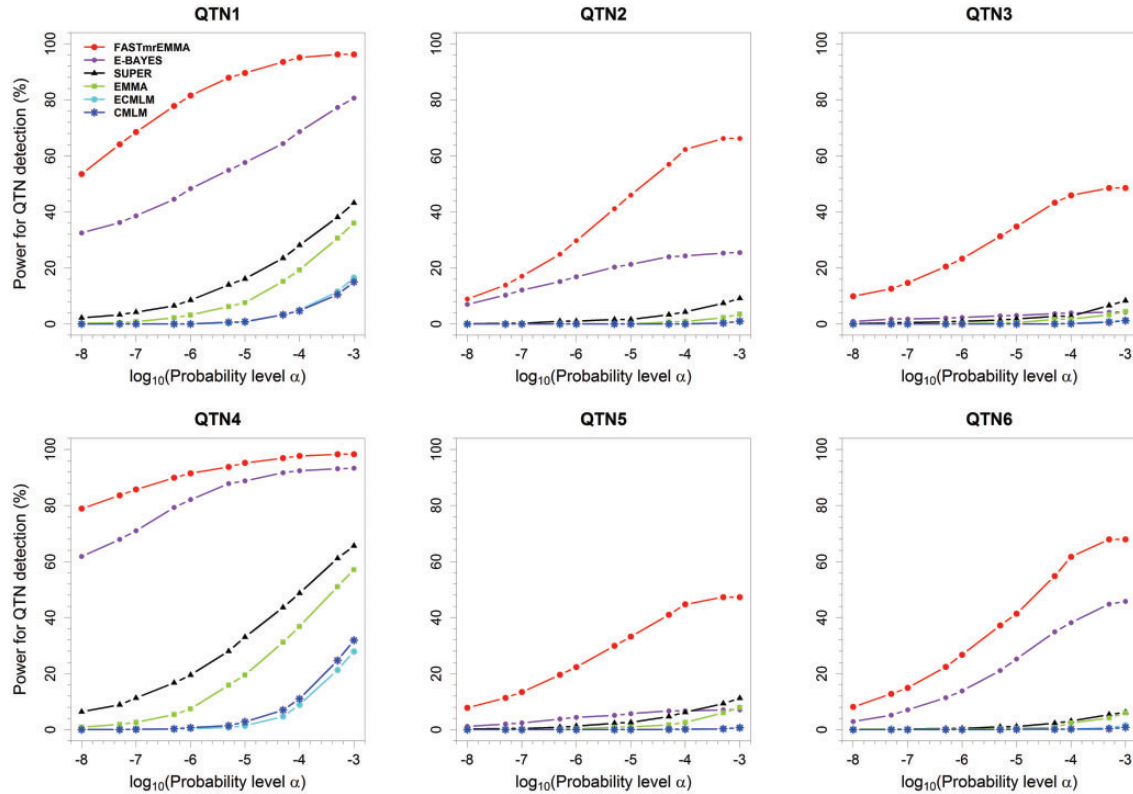 QTN1
QTN2
QTN3
Power for QTN detection (%)
100
80
60
40
20
0
FASTmrEMMA
E-BAYES
SUPER
EMMA
ECMLM
CMLM
-8 -7 -6 -5 -4 -3
log10(Probability level α)
100
80
60
40
20
0
-8 -7 -6 -5 -4 -3
log10(Probability level α)
100
80
60
40
20
0
-8 -7 -6 -5 -4 -3
log10(Probability level α)
QTN4
QTN5
QTN6
Power for QTN detection (%)
100
80
60
40
20
0
-8 -7 -6 -5 -4 -3
log10(Probability level α)
100
80
60
40
20
0
-8 -7 -6 -5 -4 -3
log10(Probability level α)
100
80
60
40
20
0
-8 -7 -6 -5 -4 -3
log10(Probability level α)